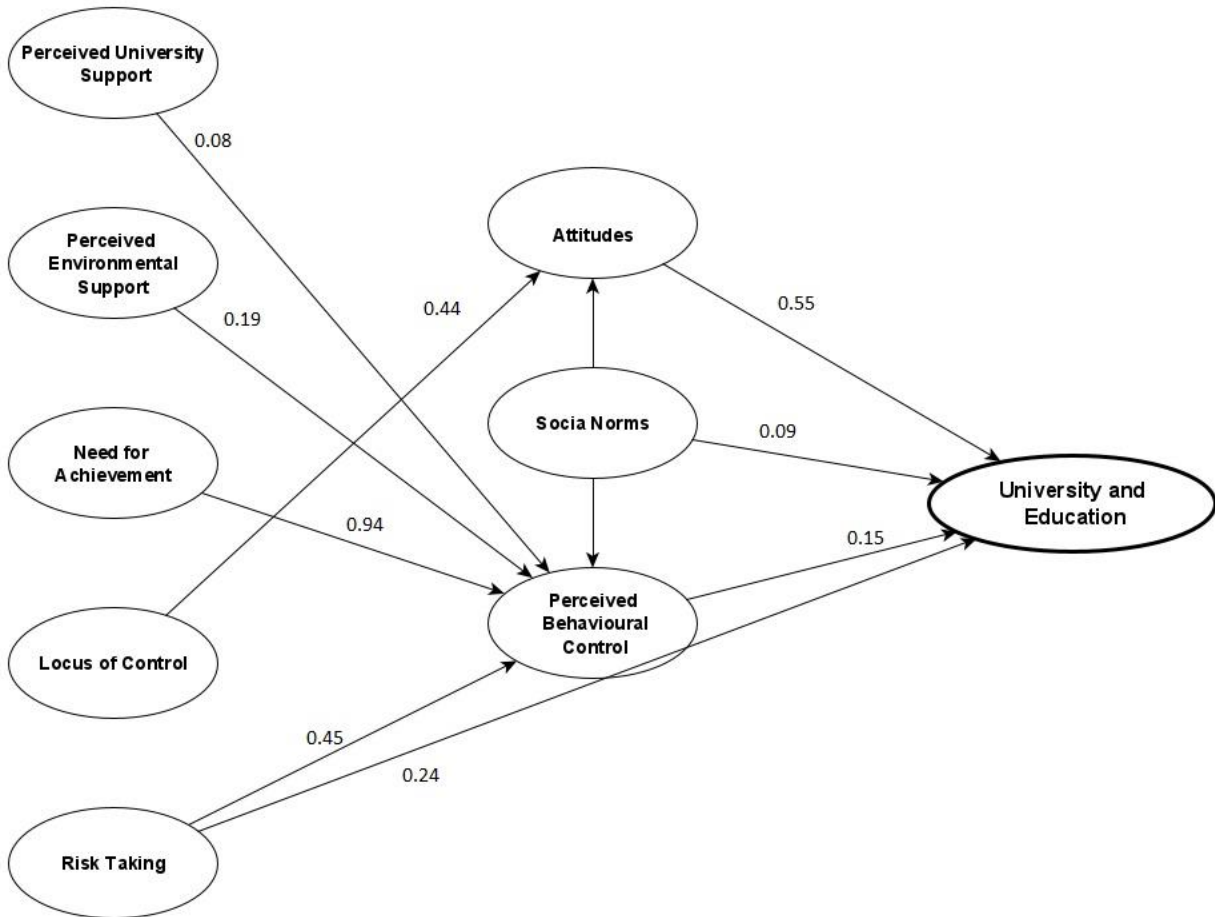 Perceived University
Support
0.08
Perceived
Environmental
Support
0.19
Attitudes
0.44
0.55
Need for
Achievement
0.94
Socia Norms
0.09
University and
Education
0.15
Perceived
Behavioural
Control
Locus of Control
0.45
0.24
Risk Taking